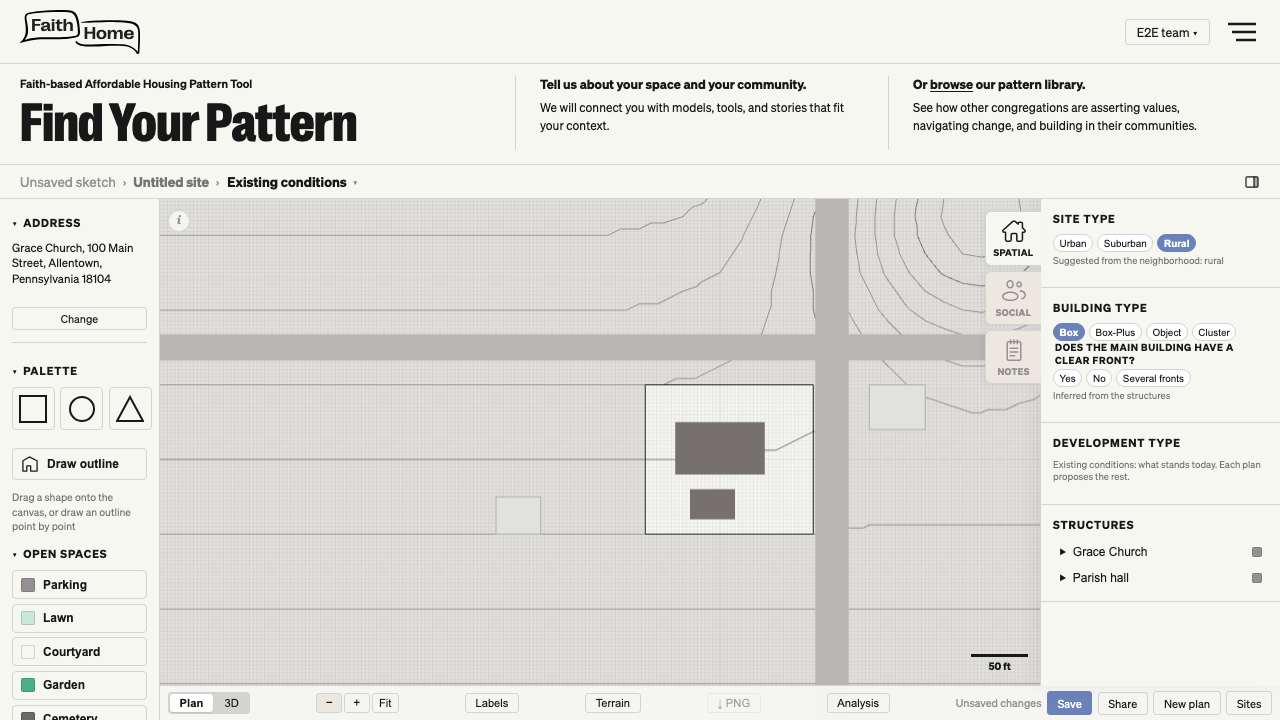 Faith
Home
E2E team ▾
Faith-based Affordable Housing Pattern Tool
Find Your Pattern
Tell us about your space and your community.
We will connect you with models, tools, and stories that fit
your context.
Or browse our pattern library.
See how other congregations are asserting values,
navigating change, and building in their communities.
Unsaved sketch › Untitled site › Existing conditions ▾
▾ ADDRESS
Grace Church, 100 Main
Street, Allentown,
Pennsylvania 18104
Change
▾ PALETTE
Draw outline
Drag a shape onto the
canvas, or draw an outline
point by point
▾ OPEN SPACES
Parking
Lawn
Courtyard
Garden
Cemetery
i
SPATIAL
SOCIAL
NOTES
50 ft
SITE TYPE
Urban Suburban Rural
Suggested from the neighborhood: rural
BUILDING TYPE
Box Box-Plus Object Cluster
DOES THE MAIN BUILDING HAVE A
CLEAR FRONT?
Yes No Several fronts
Inferred from the structures
DEVELOPMENT TYPE
Existing conditions: what stands today. Each plan
proposes the rest.
STRUCTURES
▶ Grace Church
▶ Parish hall
Plan 3D − + Fit Labels Terrain ↓ PNG Analysis Unsaved changes Save Share New plan Sites